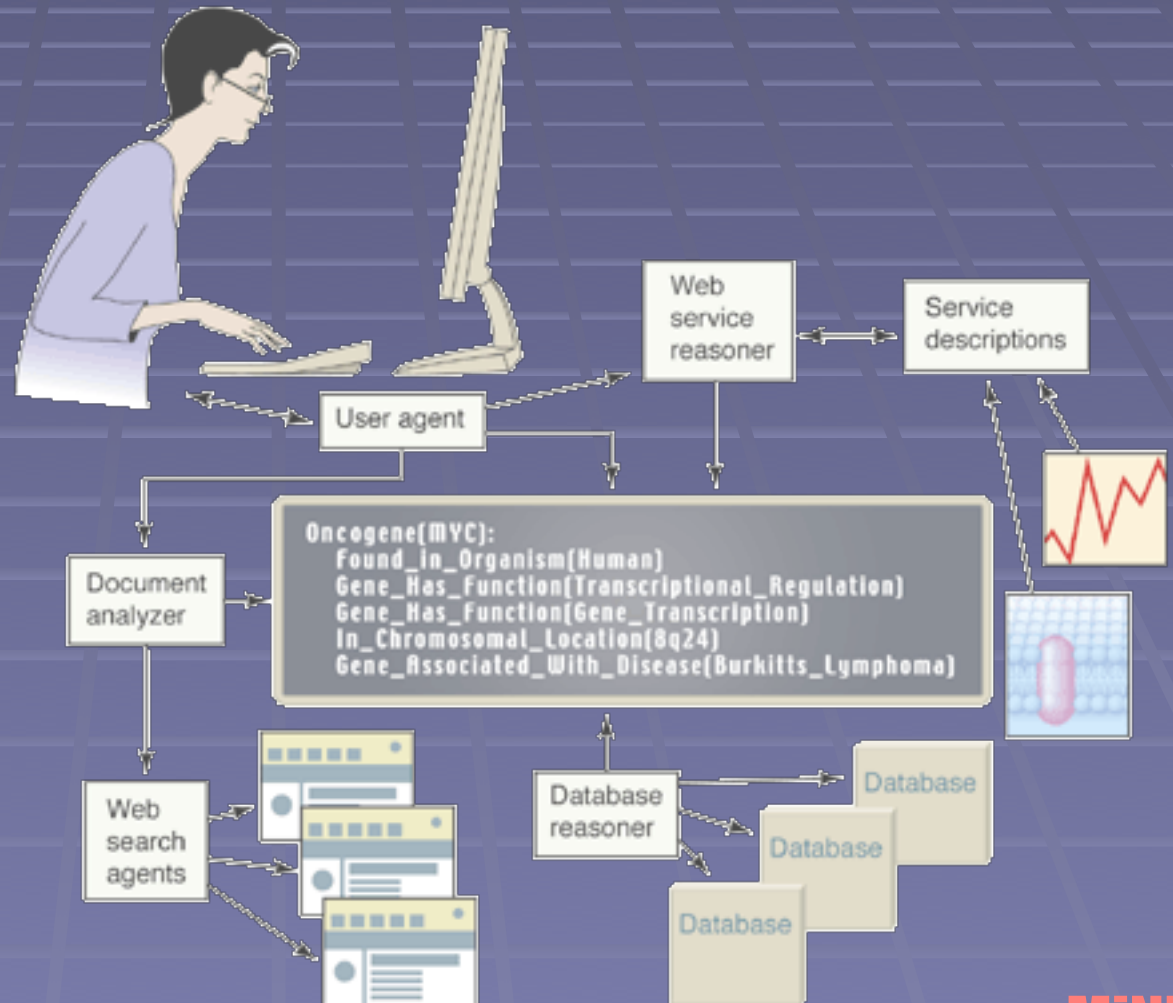 Web
service
reasoner
Service
descriptions
User agent
Oncogene(MYC):
Found_in_Organism(Human)
Gene_Has_Function(Transcriptional_Regulation)
Gene_Has_Function(Gene_Transcription)
In_Chromosomal_Location(8q24)
Gene_Associated_With_Disease(Burkitts_Lymphoma)
Document
analyzer
Web
search
agents
Database
reasoner
Database
Database
Database